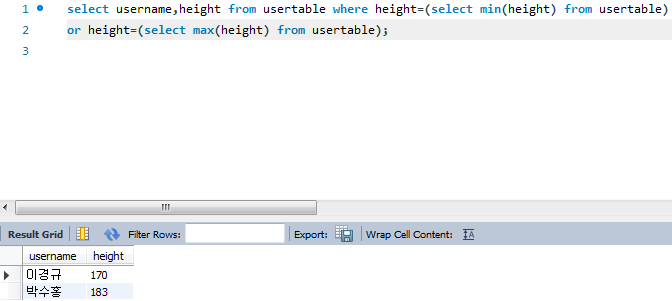 1 select username,height from usertable where height=(select min(height) from usertable)
2 or height=(select max(height) from usertable);
3
Result Grid Filter Rows: Export: Wrap Cell Content: IA
username height
이경규 170
박수홍 183